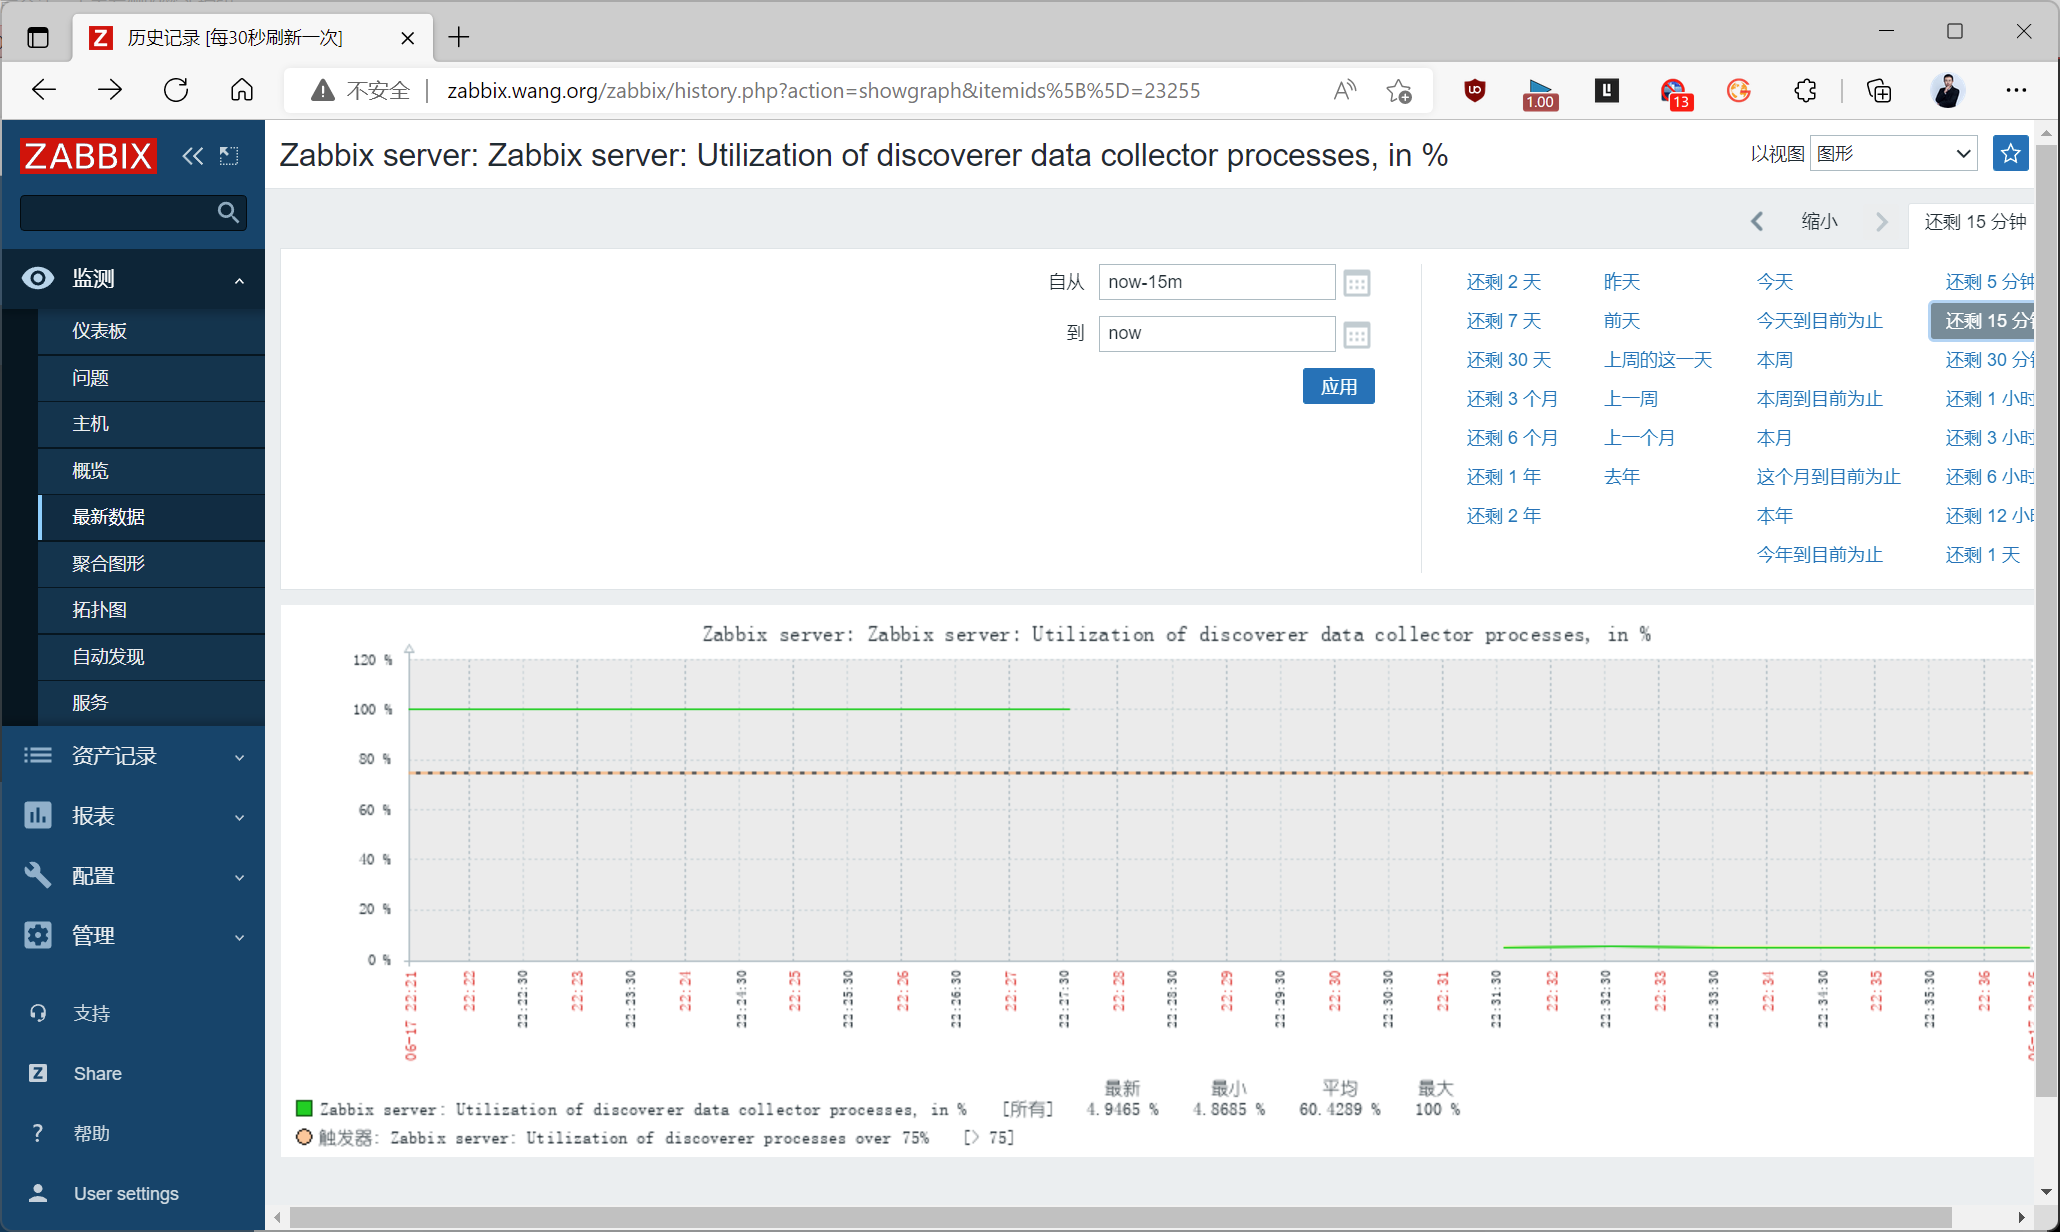 历史记录 [每30秒刷新一次]
不安全 zabbix.wang.org/zabbix/history.php?action=showgraph&itemids%5B%5D=23255
1.00
13
ZABBIX
Zabbix server: Zabbix server: Utilization of discoverer data collector processes, in %
以视图 图形
缩小
还剩 15 分钟
监测
仪表板
问题
主机
概览
最新数据
聚合图形
拓扑图
自动发现
服务
资产记录
报表
配置
管理
支持
Share
帮助
User settings
自从 now-15m
到 now
应用
还剩 2 天 昨天 今天 还剩 5 分钟
还剩 7 天 前天 今天到目前为止 还剩 15 分钟
还剩 30 天 上周的这一天 本周 还剩 30 分钟
还剩 3 个月 上一周 本周到目前为止 还剩 1 小时
还剩 6 个月 上一个月 本月 还剩 3 小时
还剩 1 年 去年 这个月到目前为止 还剩 6 小时
还剩 2 年 本年 还剩 12 小时
今年到目前为止 还剩 1 天
Zabbix server: Zabbix server: Utilization of discoverer data collector processes, in %
120 %
100 %
80 %
60 %
40 %
20 %
0 %
06-17 22:21
22:22
22:22:30
22:23
22:23:30
22:24
22:24:30
22:25
22:25:30
22:26
22:26:30
22:27
22:27:30
22:28
22:28:30
22:29
22:29:30
22:30
22:30:30
22:31
22:31:30
22:32
22:32:30
22:33
22:33:30
22:34
22:34:30
22:35
22:35:30
22:36
最新 最小 平均 最大
Zabbix server: Utilization of discoverer data collector processes, in % [所有] 4.9465 % 4.8685 % 60.4289 % 100 %
触发器: Zabbix server: Utilization of discoverer processes over 75% [> 75]